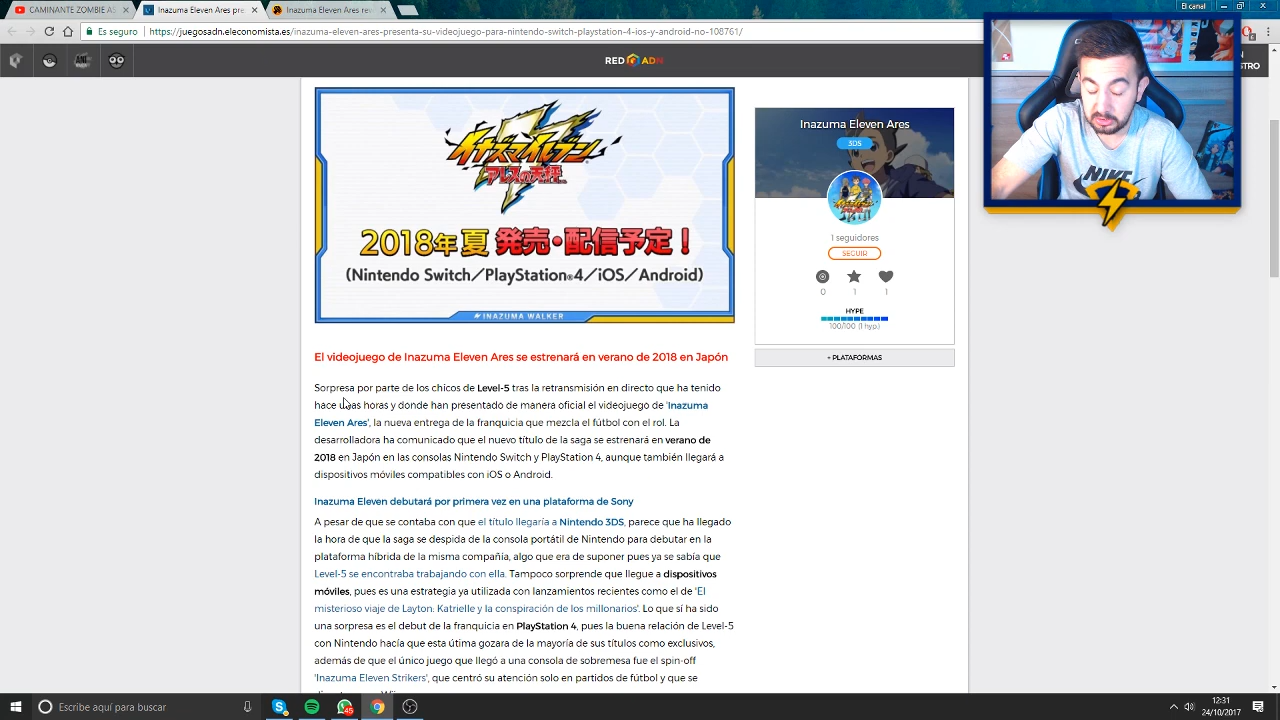 CAMINANTE ZOMBIE AS
Inazuma Eleven Ares pre
Inazuma Eleven Ares rev
El canal
Es seguro
https://juegosadn.eleconomista.es/inazuma-eleven-ares-presenta-su-videojuego-para-nintendo-switch-playstation-4-ios-y-android-no-108761/
RED ADN
STRO
イナズマイレブン
アレスの天秤
2018年夏 発売・配信予定!
(Nintendo Switch/PlayStation®4/iOS/Android)
INAZUMA WALKER
Inazuma Eleven Ares
3DS
1 seguidores
SEGUIR
0 1 1
HYPE
100/100 (1 hyp.)
+ PLATAFORMAS
NIKE
El videojuego de Inazuma Eleven Ares se estrenará en verano de 2018 en Japón
Sorpresa por parte de los chicos de Level-5 tras la retransmisión en directo que ha tenido
hace unas horas y donde han presentado de manera oficial el videojuego de 'Inazuma
Eleven Ares', la nueva entrega de la franquicia que mezcla el fútbol con el rol. La
desarrolladora ha comunicado que el nuevo título de la saga se estrenará en verano de
2018 en Japón en las consolas Nintendo Switch y PlayStation 4, aunque también llegará a
dispositivos móviles compatibles con iOS o Android.
Inazuma Eleven debutará por primera vez en una plataforma de Sony
A pesar de que se contaba con que el título llegaría a Nintendo 3DS, parece que ha llegado
la hora de que la saga se despida de la consola portátil de Nintendo para debutar en la
plataforma híbrida de la misma compañía, algo que era de suponer pues ya se sabía que
Level-5 se encontraba trabajando con ella. Tampoco sorprende que llegue a dispositivos
móviles, pues es una estrategia ya utilizada con lanzamientos recientes como el de 'El
misterioso viaje de Layton: Katrielle y la conspiración de los millonarios'. Lo que sí ha sido
una sorpresa es el debut de la franquicia en PlayStation 4, pues la buena relación de Level-5
con Nintendo hacía que esta útima gozara de la mayoría de sus títulos como exclusivos,
además de que el único juego que llegó a una consola de sobremesa fue el spin-off
'Inazuma Eleven Strikers', que centró su atención solo en partidos de fútbol y que se
Escribe aquí para buscar
45
12:31
24/10/2017